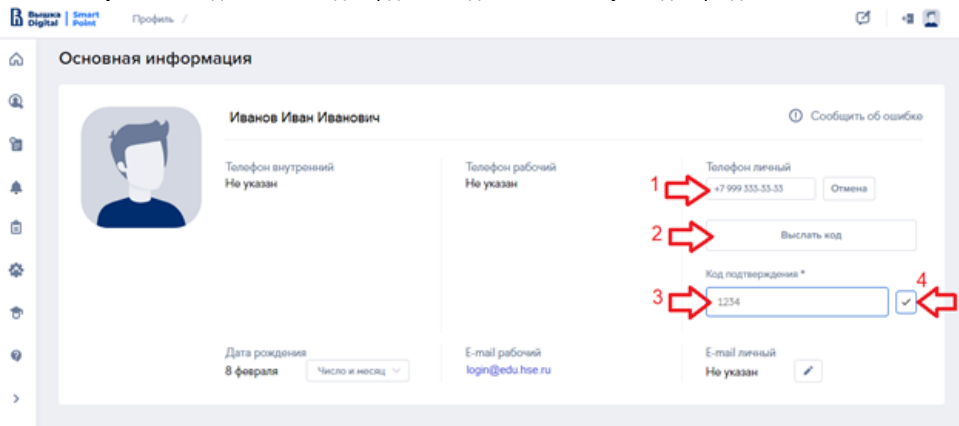 Вышка Digital | Smart Point
Профиль /
Основная информация
Иванов Иван Иванович
Сообщить об ошибке
Телефон внутренний
Не указан
Телефон рабочий
Не указан
Телефон личный
1
+7 999 333-33-33
Отмена
2
Выслать код
Код подтверждения *
3
1234
4
Дата рождения
8 февраля
Число и месяц
E-mail рабочий
login@edu.hse.ru
E-mail личный
Не указан